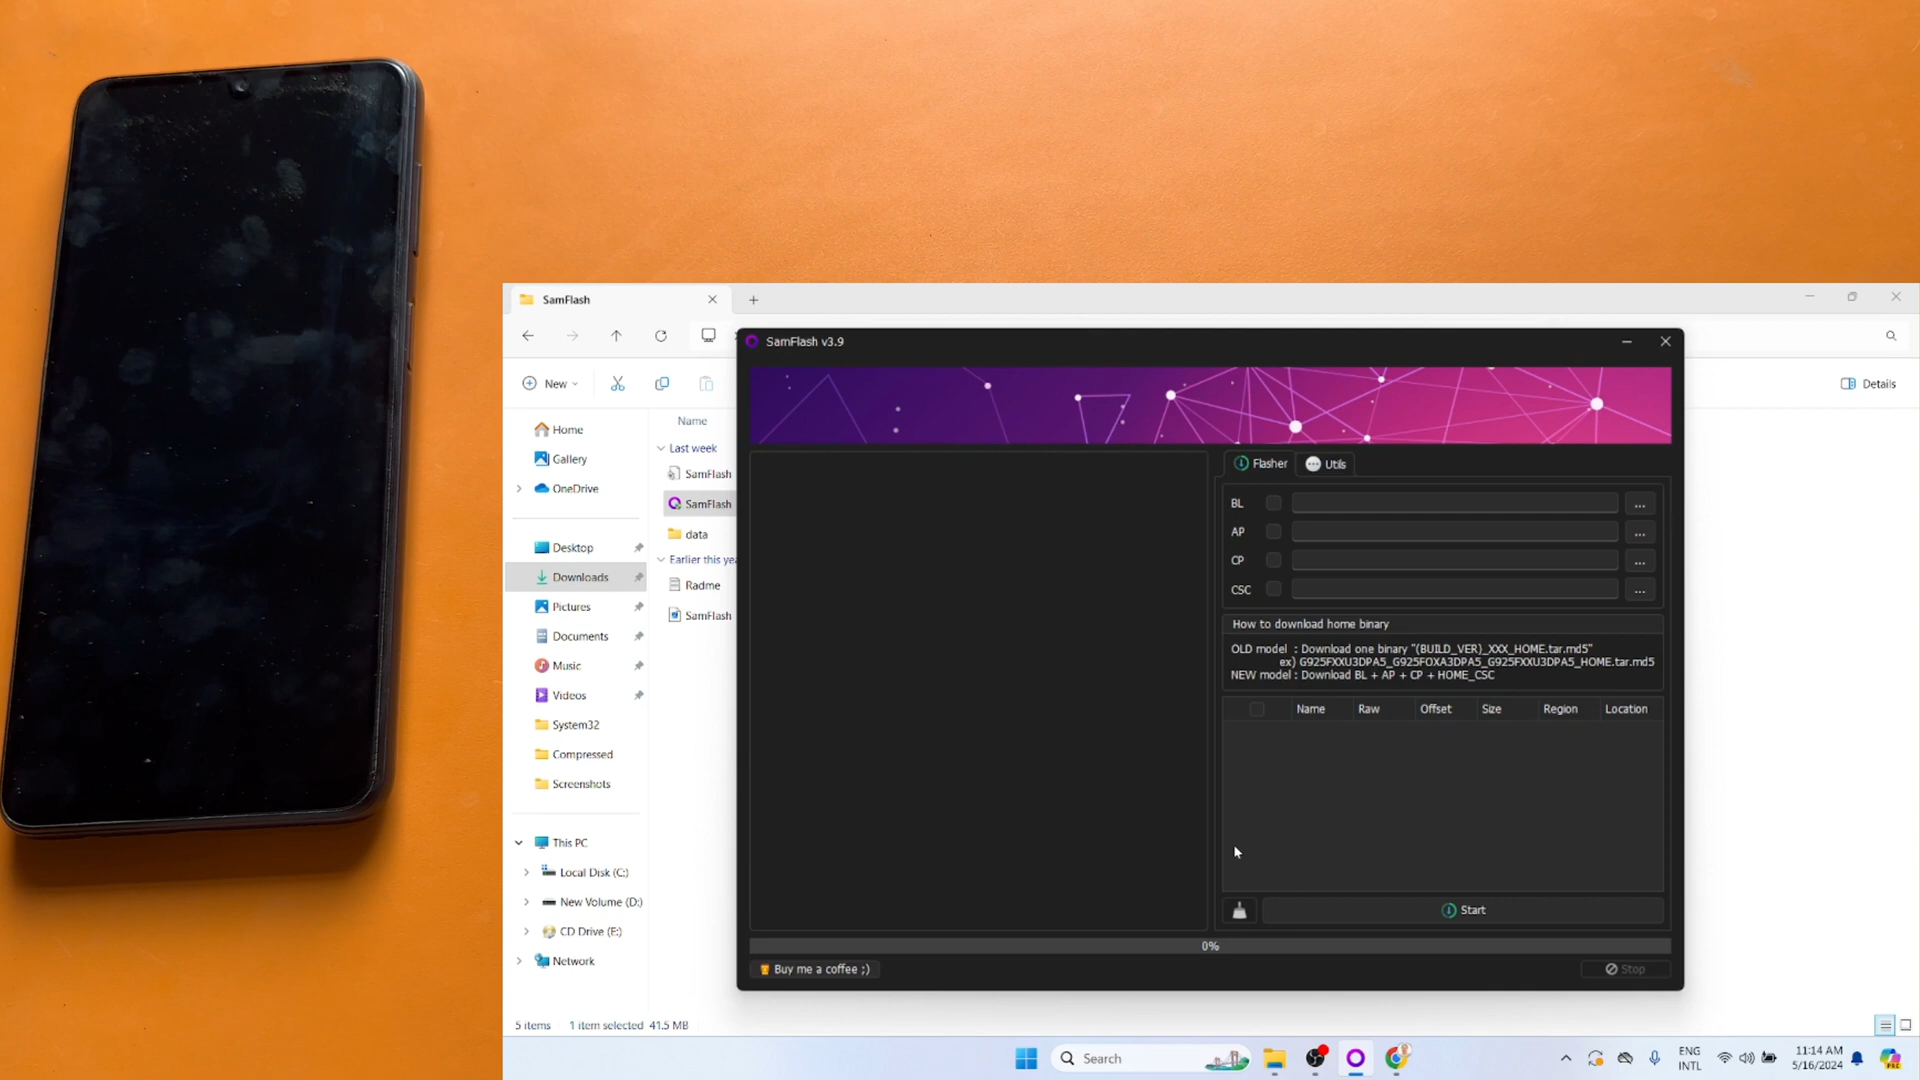 SamFlash
SamFlash v3.9
New
Details
Home
Gallery
OneDrive
Desktop
Downloads
Pictures
Documents
Music
Videos
System32
Compressed
Screenshots
This PC
Local Disk (C:)
New Volume (D:)
CD Drive (E:)
Network
Name
Last week
SamFlash
SamFlash
data
Earlier this yea
Radme
SamFlash
Flasher
Utils
BL
...
AP
...
CP
...
CSC
...
How to download home binary
OLD model : Download one binary "(BUILD_VER)_XXX_HOME.tar.md5"
ex) G925FXXU3DPA5_G925FOXA3DPA5_G925FXXU3DPA5_HOME.tar.md5
NEW model : Download BL + AP + CP + HOME_CSC
Name Raw Offset Size Region Location
Start
0%
Buy me a coffee ;)
Stop
5 items 1 item selected 41.5 MB
Search
ENG
INTL
11:14 AM
5/16/2024